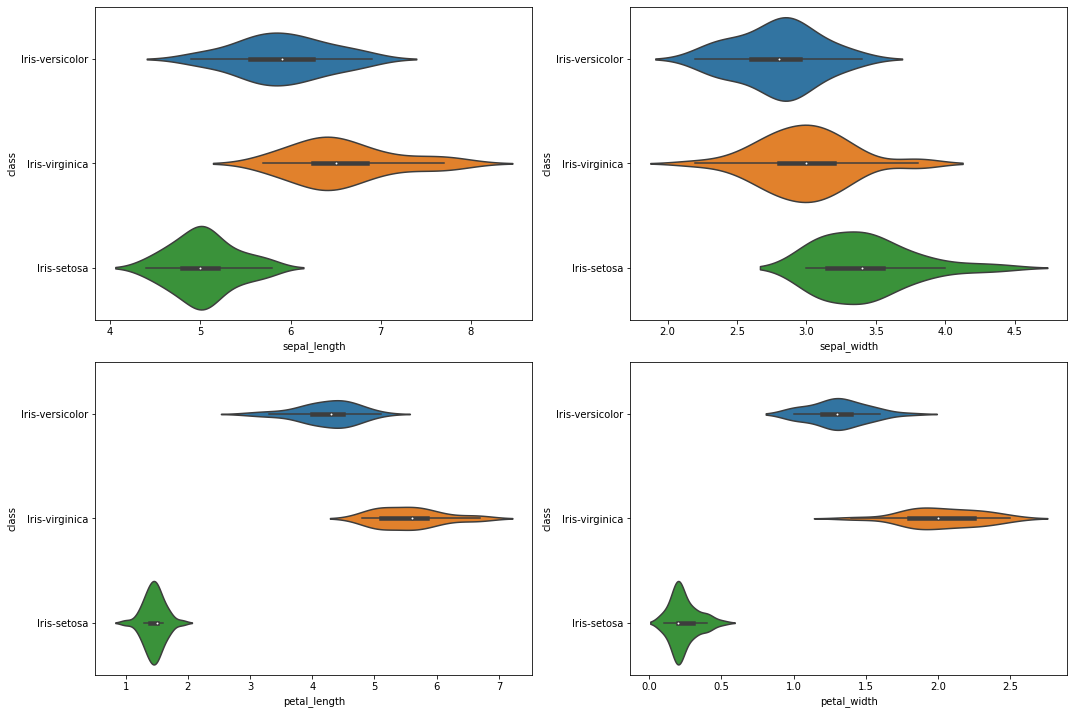 class
Iris-versicolor
Iris-virginica
Iris-setosa
4 5 6 7 8
sepal_length
class
Iris-versicolor
Iris-virginica
Iris-setosa
2.0 2.5 3.0 3.5 4.0 4.5
sepal_width
class
Iris-versicolor
Iris-virginica
Iris-setosa
1 2 3 4 5 6 7
petal_length
class
Iris-versicolor
Iris-virginica
Iris-setosa
0.0 0.5 1.0 1.5 2.0 2.5
petal_width